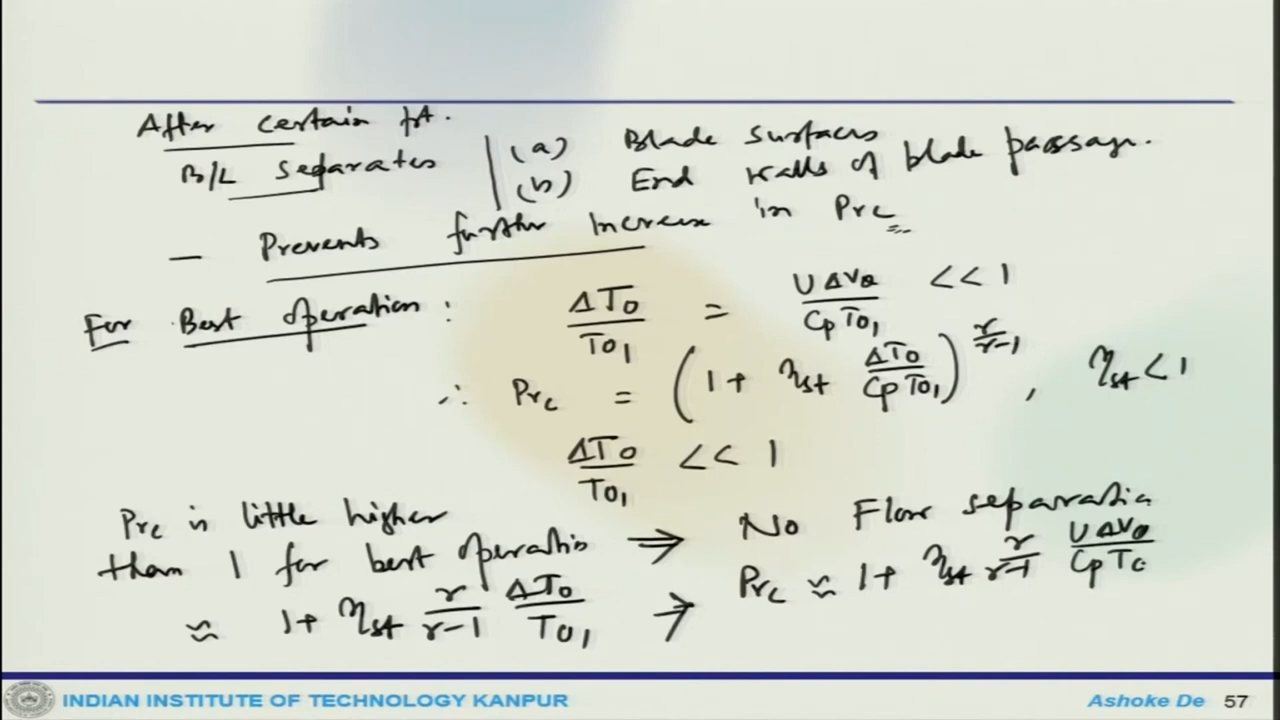 After certain pt.
B/L separates | (a) Blade surfaces
(b) End walls of blade passage.
— Prevents further increase in Prc
For Best operation : ΔT0/T01 = UΔVθ/CpT01 << 1
∴ Prc = (1 + ηst ΔT0/CpT01)^(r/r-1) , ηst < 1
ΔT0/T01 << 1
Prc is little higher
than 1 for best operation ⇒ No Flow separation
≈ 1 + ηst r/r-1 ΔT0/T01 ⇒ Prc ≈ 1 + ηst r/r-1 UΔVθ/CpT0
INDIAN INSTITUTE OF TECHNOLOGY KANPUR
Ashoke De 57